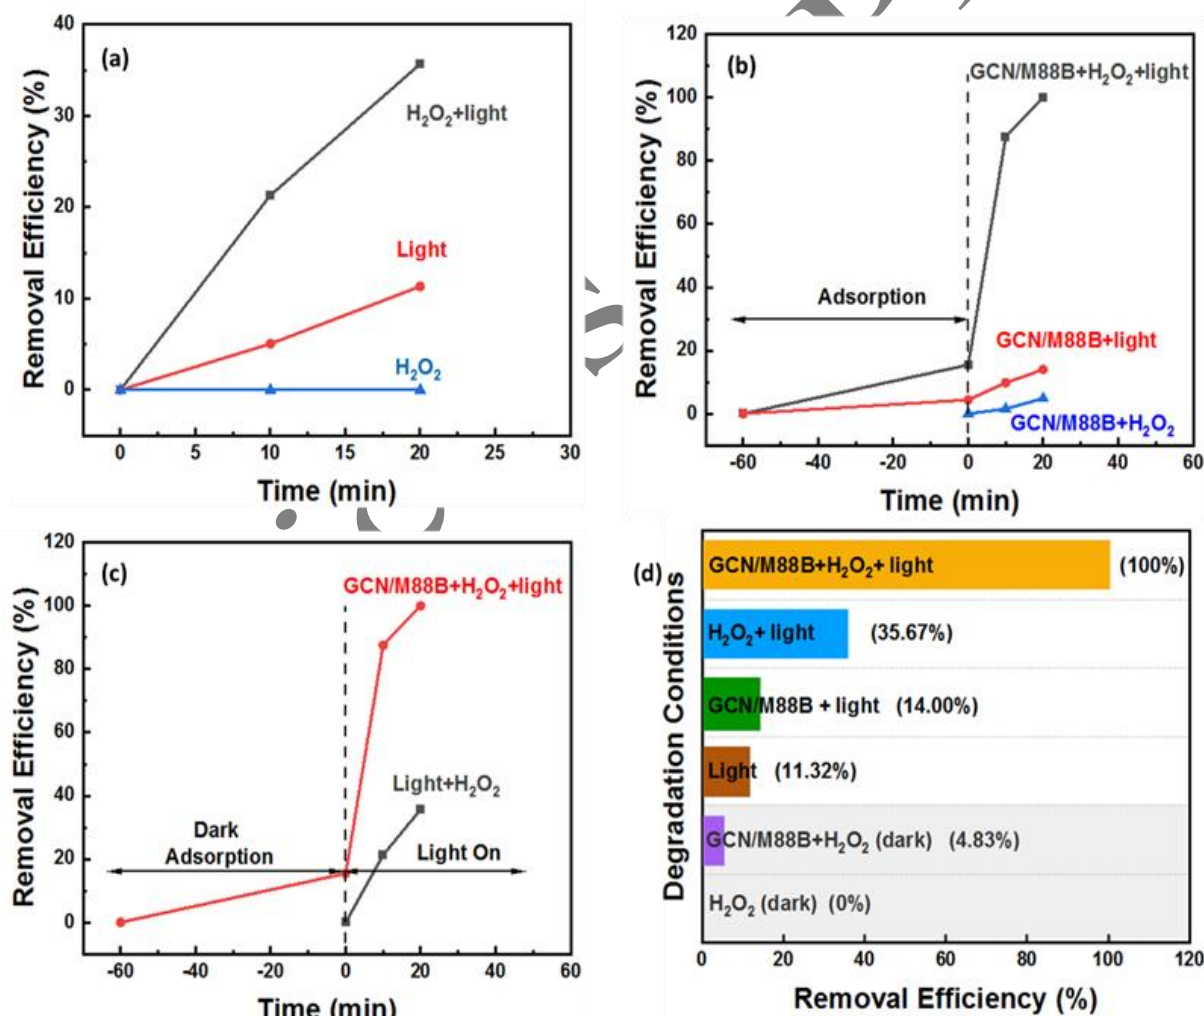 (a)
40
30
20
10
0
Removal Efficiency (%)
H₂O₂+light
Light
H₂O₂
0 5 10 15 20 25 30
Time (min)
(b)
120
100
80
60
40
20
0
Removal Efficiency (%)
GCN/M88B+H₂O₂+light
Adsorption
GCN/M88B+light
GCN/M88B+H₂O₂
-60 -40 -20 0 20 40 60
Time (min)
(c)
120
100
80
60
40
20
0
Removal Efficiency (%)
GCN/M88B+H₂O₂+light
Light+H₂O₂
Dark
Adsorption
Light On
-60 -40 -20 0 20 40 60
Time (min)
(d)
Degradation Conditions
GCN/M88B+H₂O₂+ light (100%)
H₂O₂+ light (35.67%)
GCN/M88B + light (14.00%)
Light (11.32%)
GCN/M88B+H₂O₂ (dark) (4.83%)
H₂O₂ (dark) (0%)
0 20 40 60 80 100 120
Removal Efficiency (%)